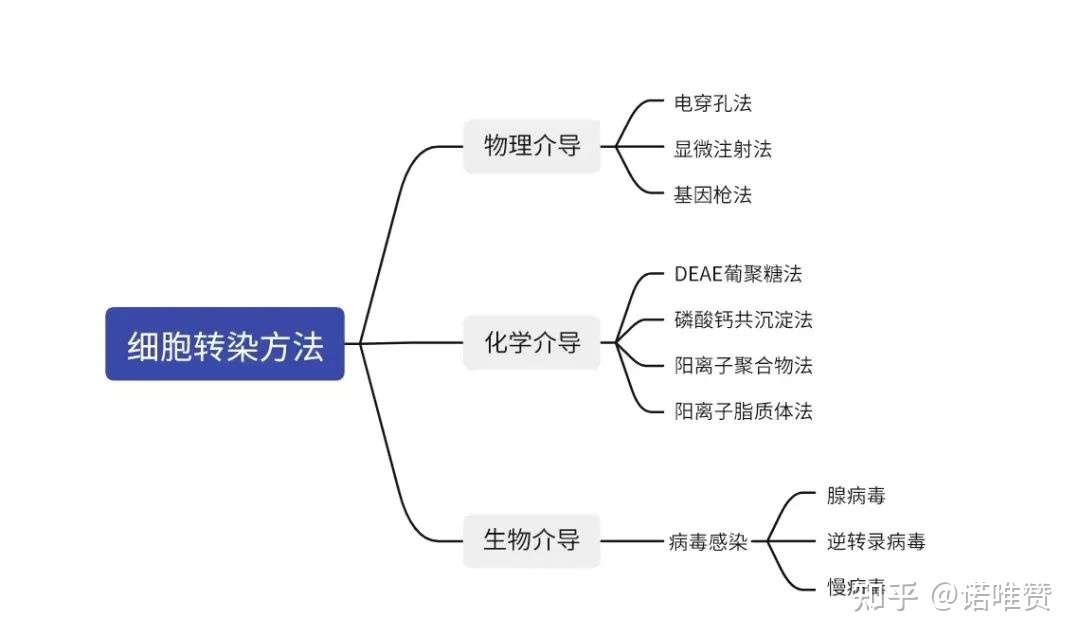 细胞转染方法
物理介导
电穿孔法
显微注射法
基因枪法
化学介导
DEAE葡聚糖法
磷酸钙共沉淀法
阳离子聚合物法
阳离子脂质体法
生物介导
病毒感染
腺病毒
逆转录病毒
慢病毒
知乎 @诺唯赞